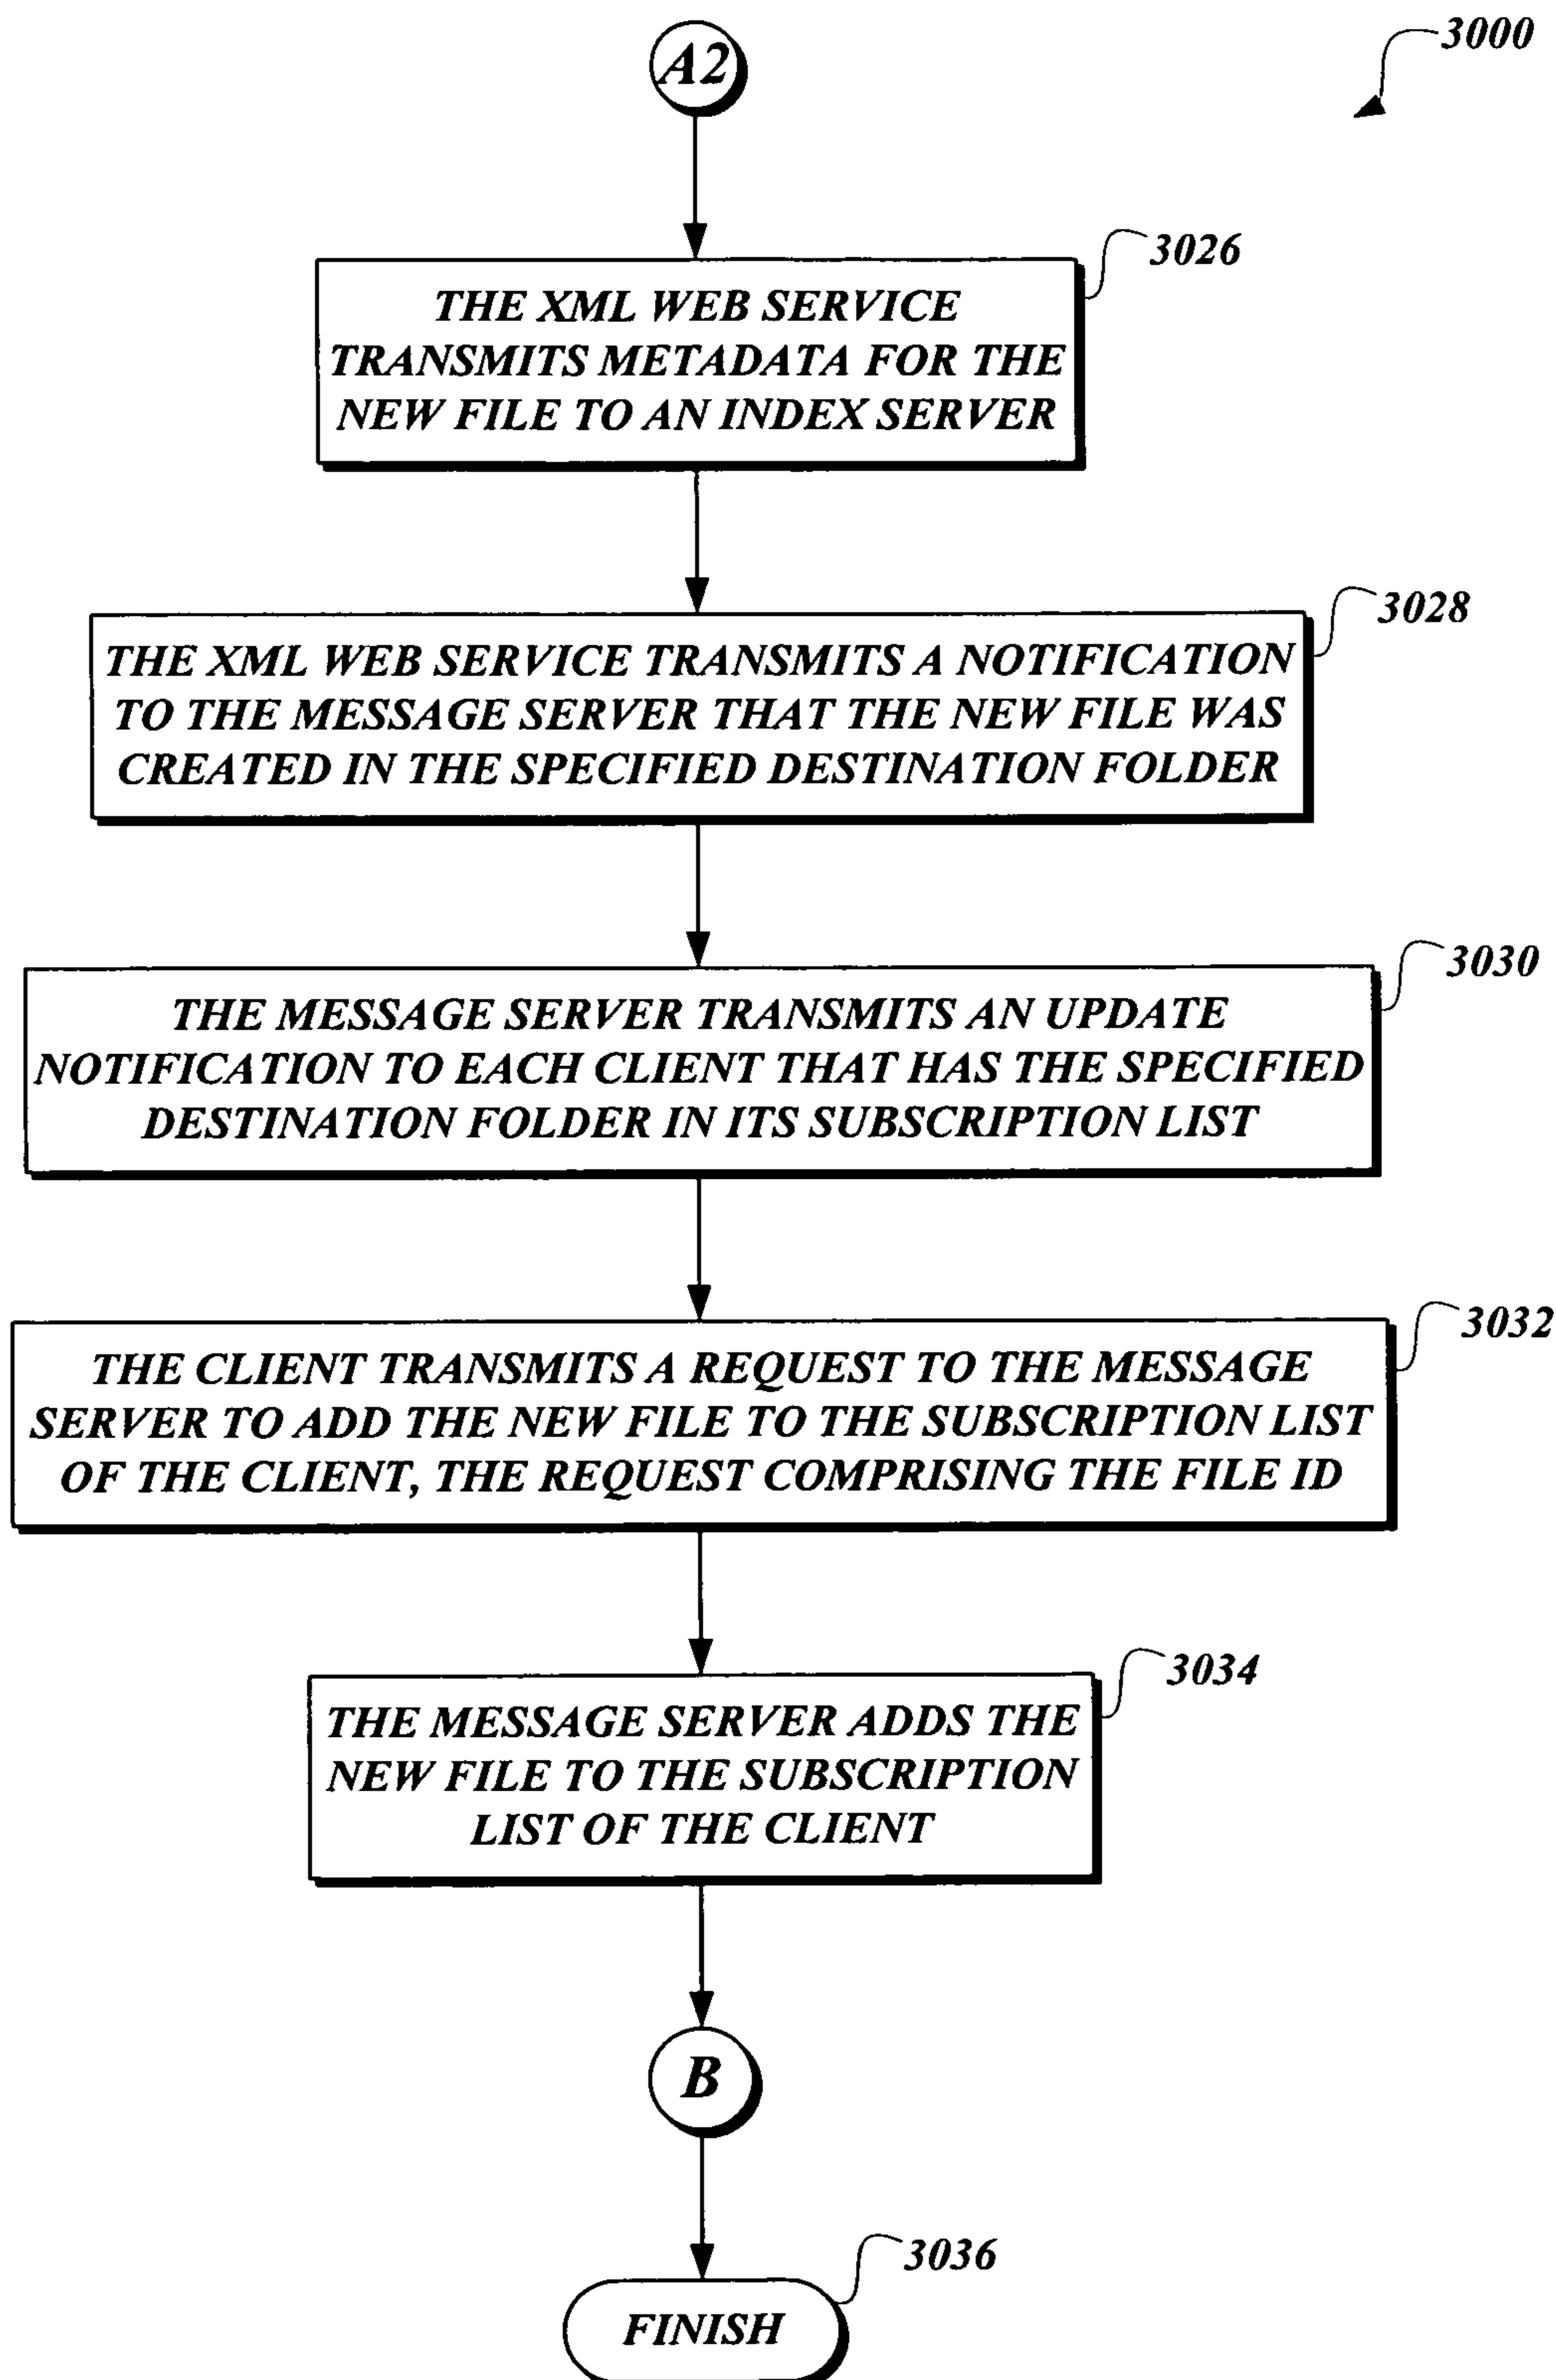 A2
3000
3026
THE XML WEB SERVICE
TRANSMITS METADATA FOR THE
NEW FILE TO AN INDEX SERVER
3028
THE XML WEB SERVICE TRANSMITS A NOTIFICATION
TO THE MESSAGE SERVER THAT THE NEW FILE WAS
CREATED IN THE SPECIFIED DESTINATION FOLDER
3030
THE MESSAGE SERVER TRANSMITS AN UPDATE
NOTIFICATION TO EACH CLIENT THAT HAS THE SPECIFIED
DESTINATION FOLDER IN ITS SUBSCRIPTION LIST
3032
THE CLIENT TRANSMITS A REQUEST TO THE MESSAGE
SERVER TO ADD THE NEW FILE TO THE SUBSCRIPTION LIST
OF THE CLIENT, THE REQUEST COMPRISING THE FILE ID
3034
THE MESSAGE SERVER ADDS THE
NEW FILE TO THE SUBSCRIPTION
LIST OF THE CLIENT
B
3036
FINISH